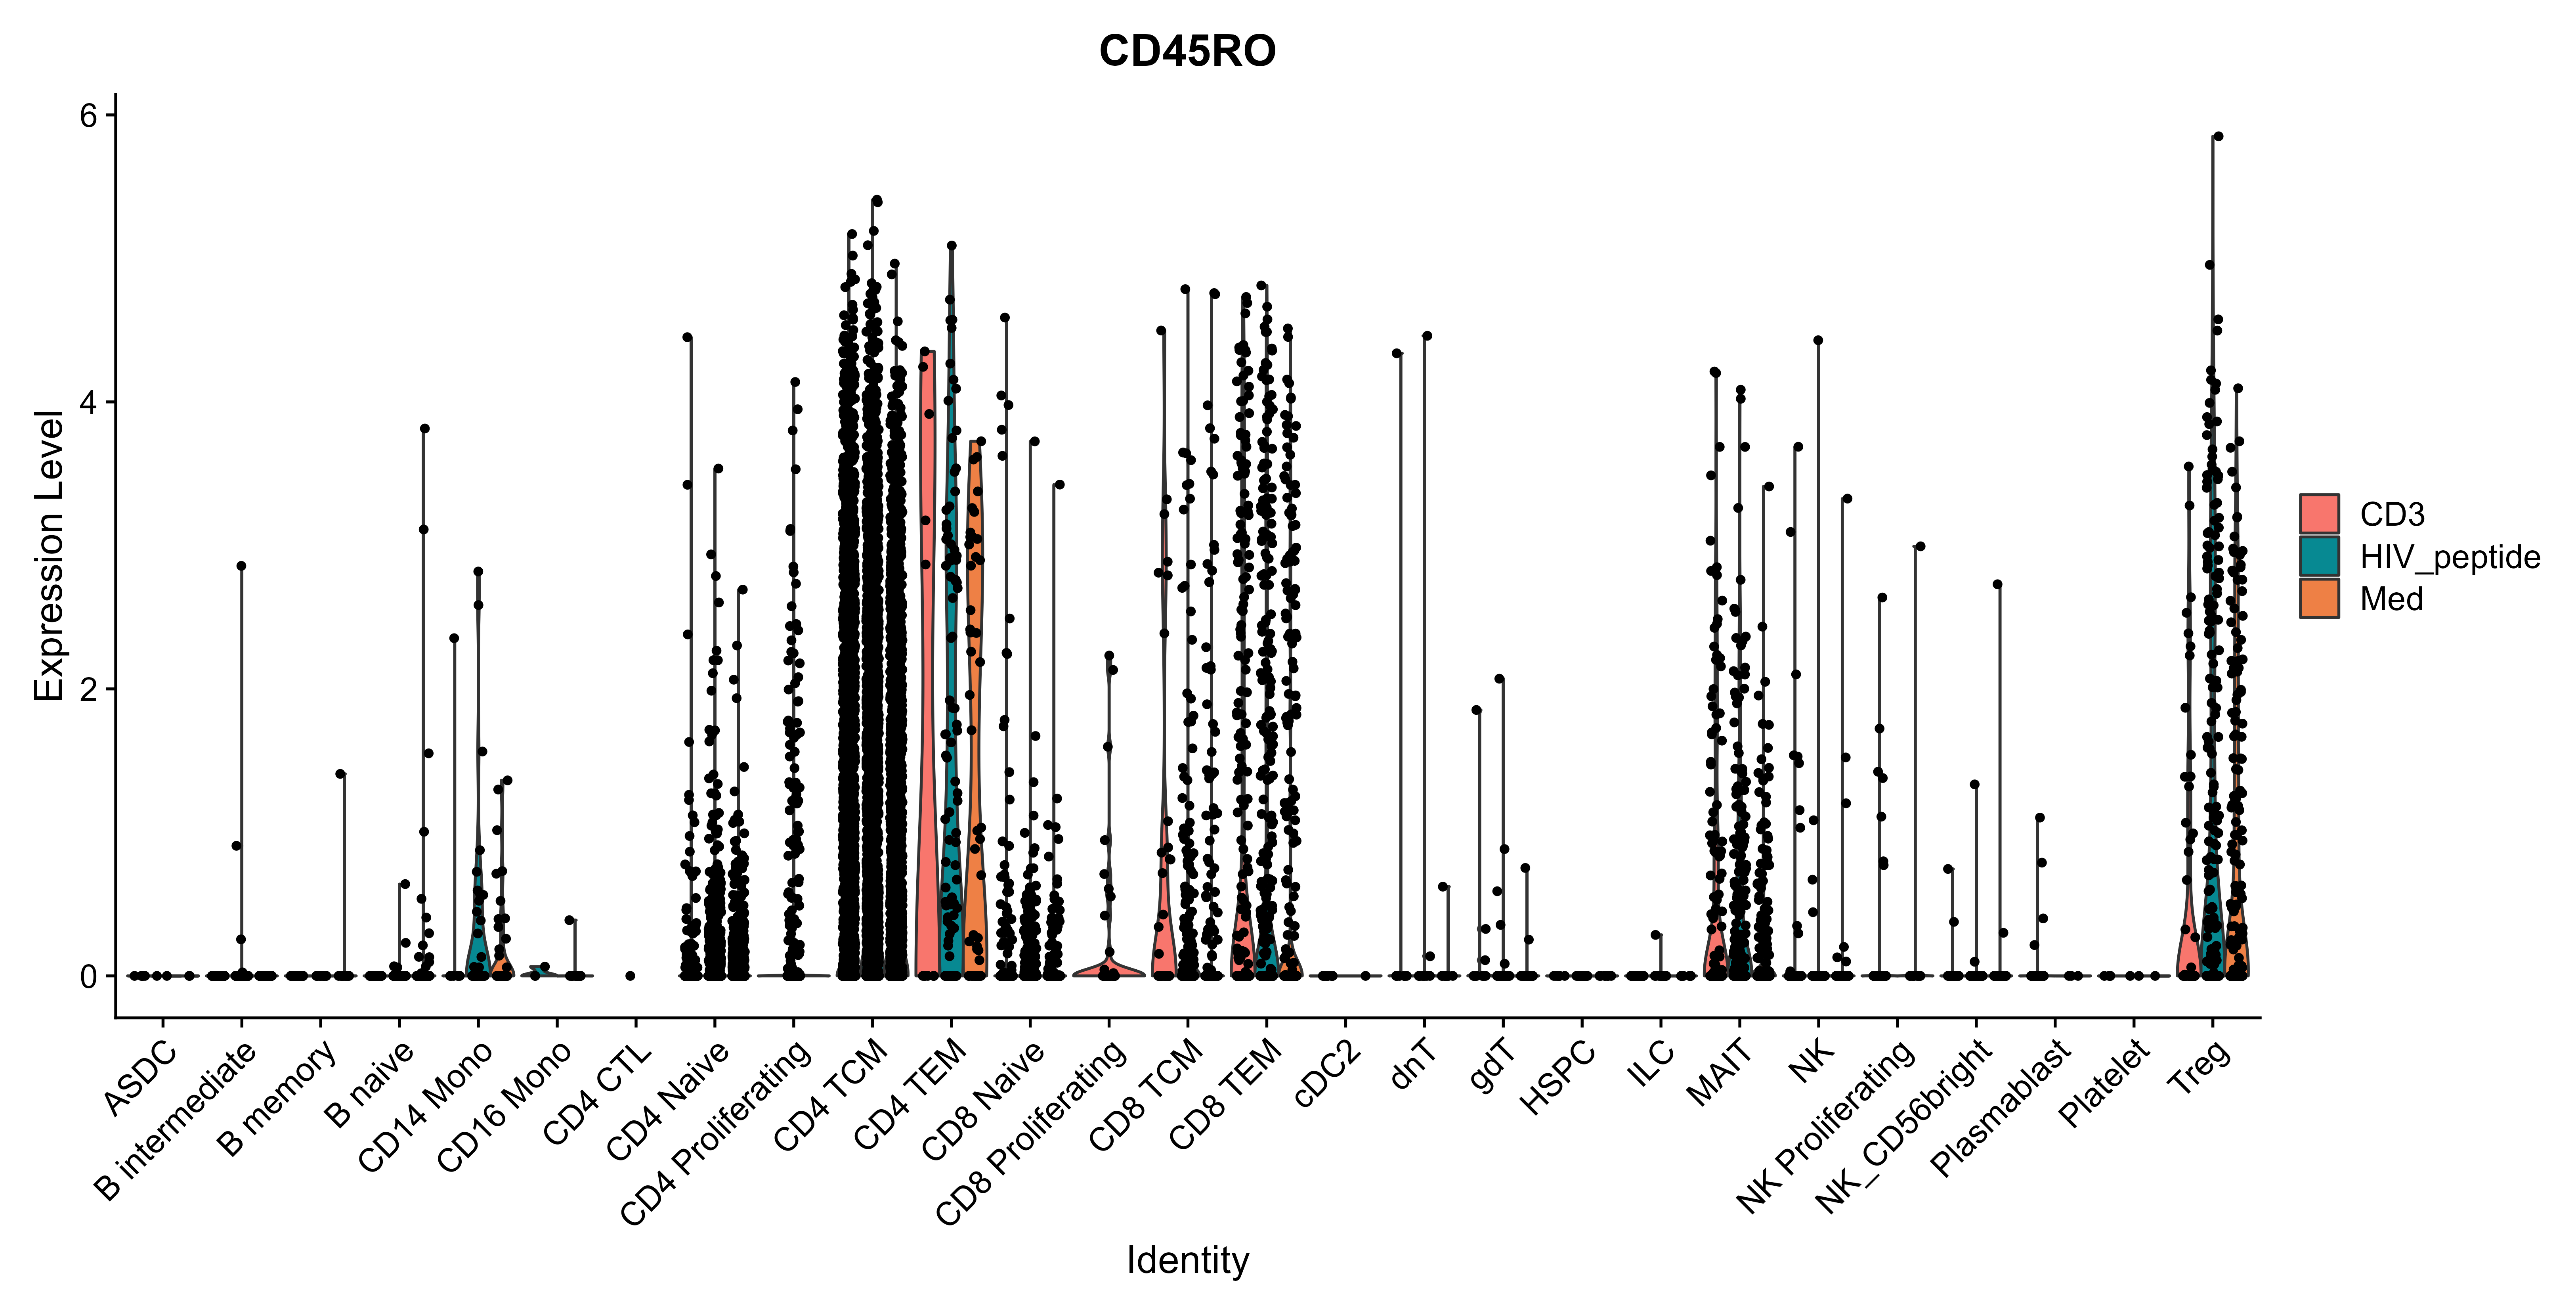 CD45RO
Expression Level
6
4
2
0
ASDC
B intermediate
B memory
B naive
CD14 Mono
CD16 Mono
CD4 CTL
CD4 Naive
CD4 Proliferating
CD4 TCM
CD4 TEM
CD8 Naive
CD8 Proliferating
CD8 TCM
CD8 TEM
cDC2
dnT
gdT
HSPC
ILC
MAIT
NK
NK Proliferating
NK_CD56bright
Plasmablast
Platelet
Treg
Identity
CD3
HIV_peptide
Med